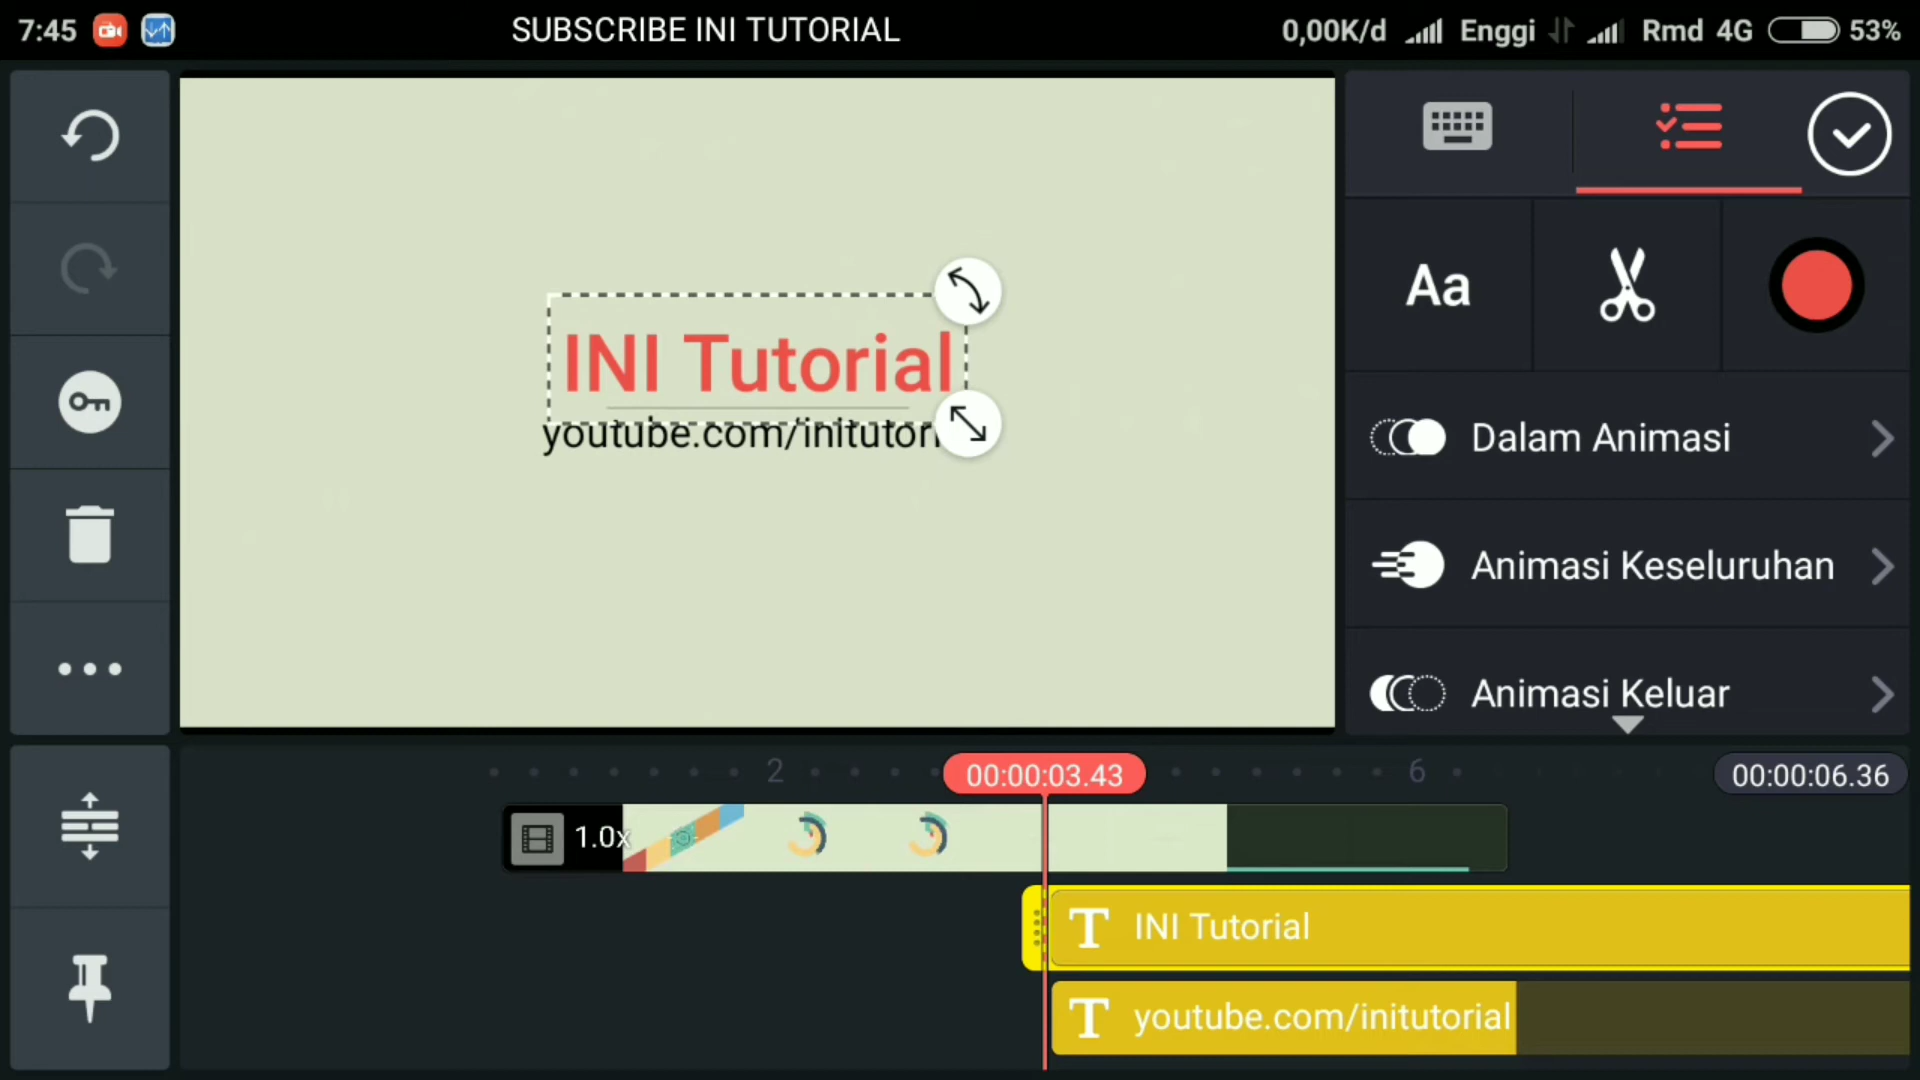 7:45
SUBSCRIBE INI TUTORIAL
0,00K/d Enggi Rmd 4G 53%
INI Tutorial
youtube.com/initutori
Aa
Dalam Animasi
Animasi Keseluruhan
Animasi Keluar
2
00:00:03.43
6
00:00:06.36
1.0x
T INI Tutorial
T youtube.com/initutorial